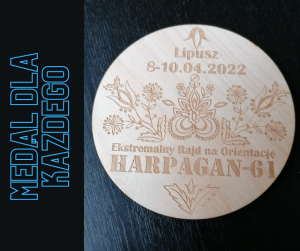 MEDAL DLA
KAŻDEGO
Lipusz
8-10.04.2022
Ekstremalny Rajd na Orientację
HARPAGAN-61